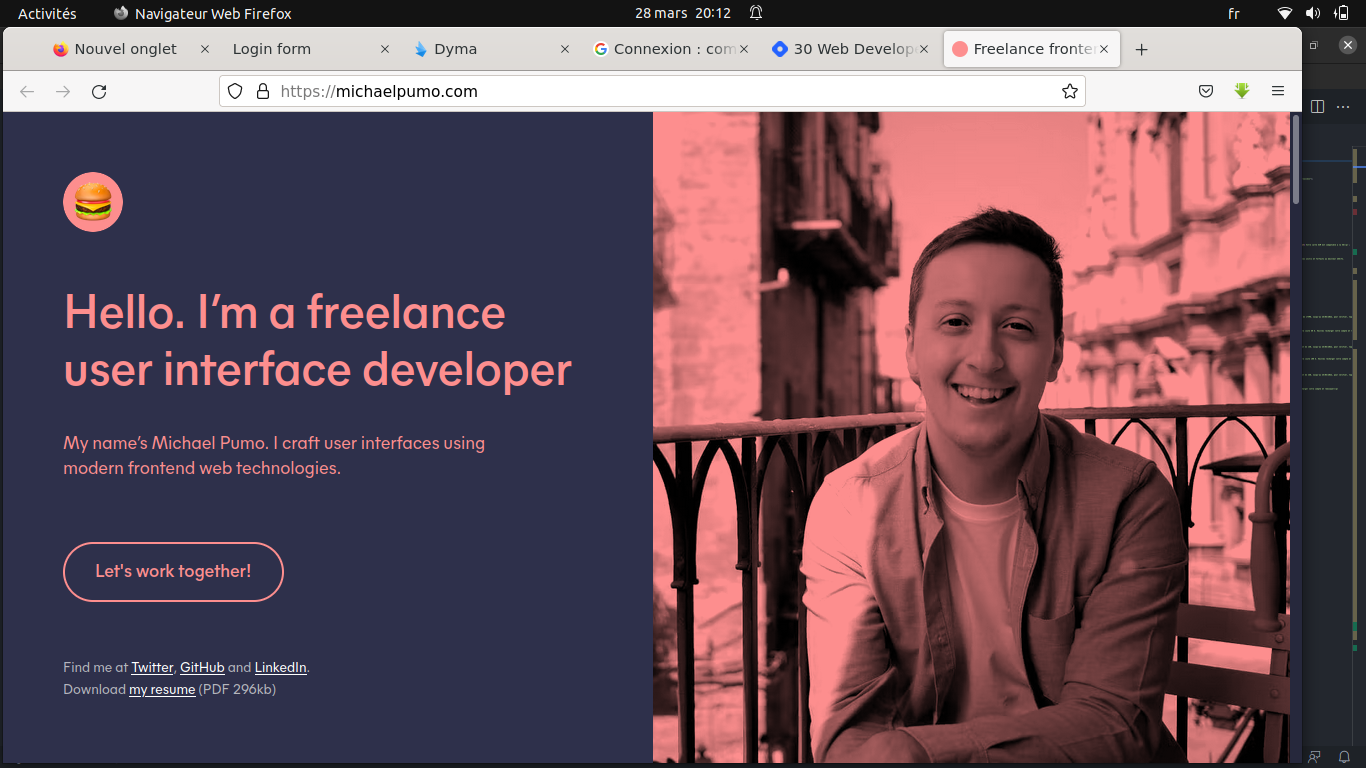 Activités
Navigateur Web Firefox
28 mars 20:12
fr
Nouvel onglet
Login form
Dyma
Connexion : com
30 Web Develop
Freelance fronte
https://michaelpumo.com
Hello. I’m a freelance
user interface developer
My name’s Michael Pumo. I craft user interfaces using
modern frontend web technologies.
Let's work together!
Find me at Twitter, GitHub and LinkedIn.
Download my resume (PDF 296kb)